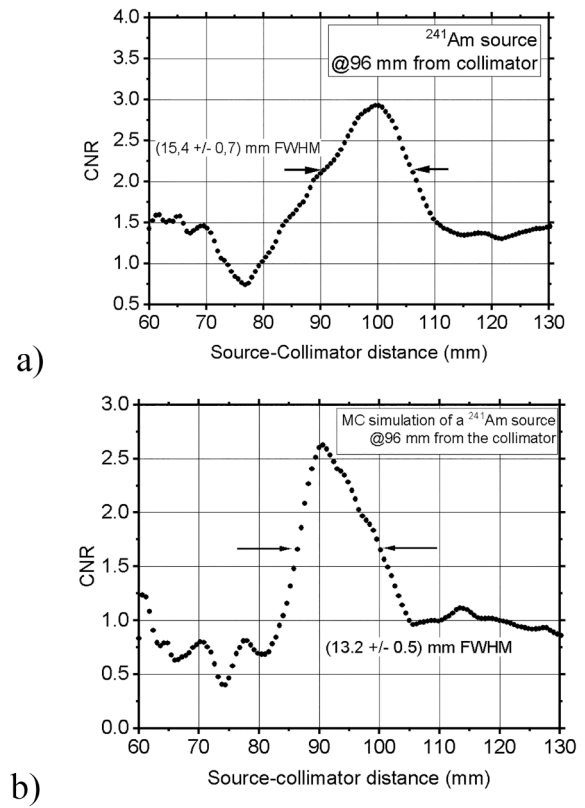 4.0
3.5
3.0
2.5
2.0
1.5
1.0
0.5
CNR
²⁴¹Am source
@96 mm from collimator
(15,4 +/- 0,7) mm FWHM
60 70 80 90 100 110 120 130
Source-Collimator distance (mm)
a)
3.0
2.5
2.0
1.5
1.0
0.5
0.0
CNR
MC simulation of a ²⁴¹Am source
@96 mm from the collimator
(13.2 +/- 0.5) mm FWHM
60 70 80 90 100 110 120 130
Source-collimator distance (mm)
b)